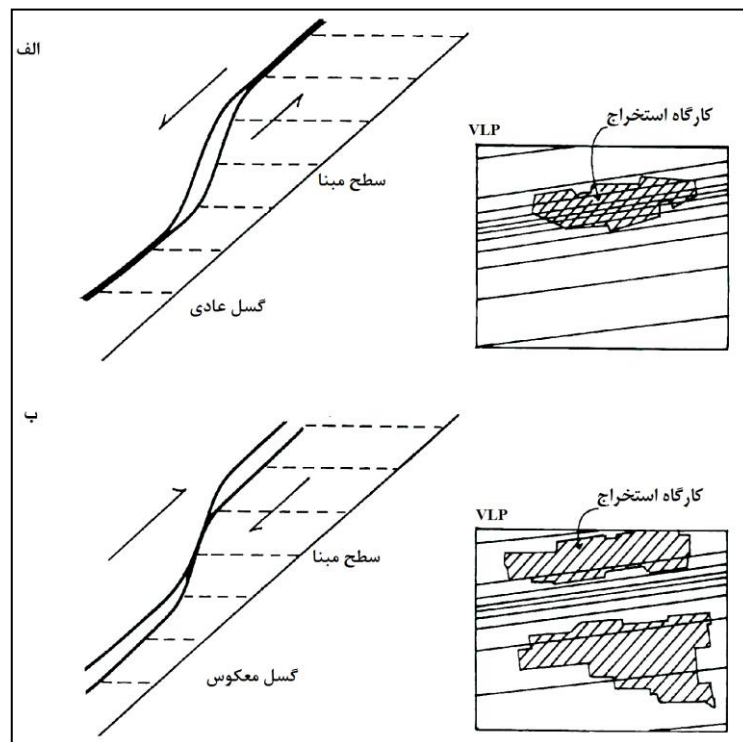 الف
VLP
کارگاه استخراج
سطح مبنا
گسل عادی
ب
VLP
کارگاه استخراج
سطح مبنا
گسل معکوس